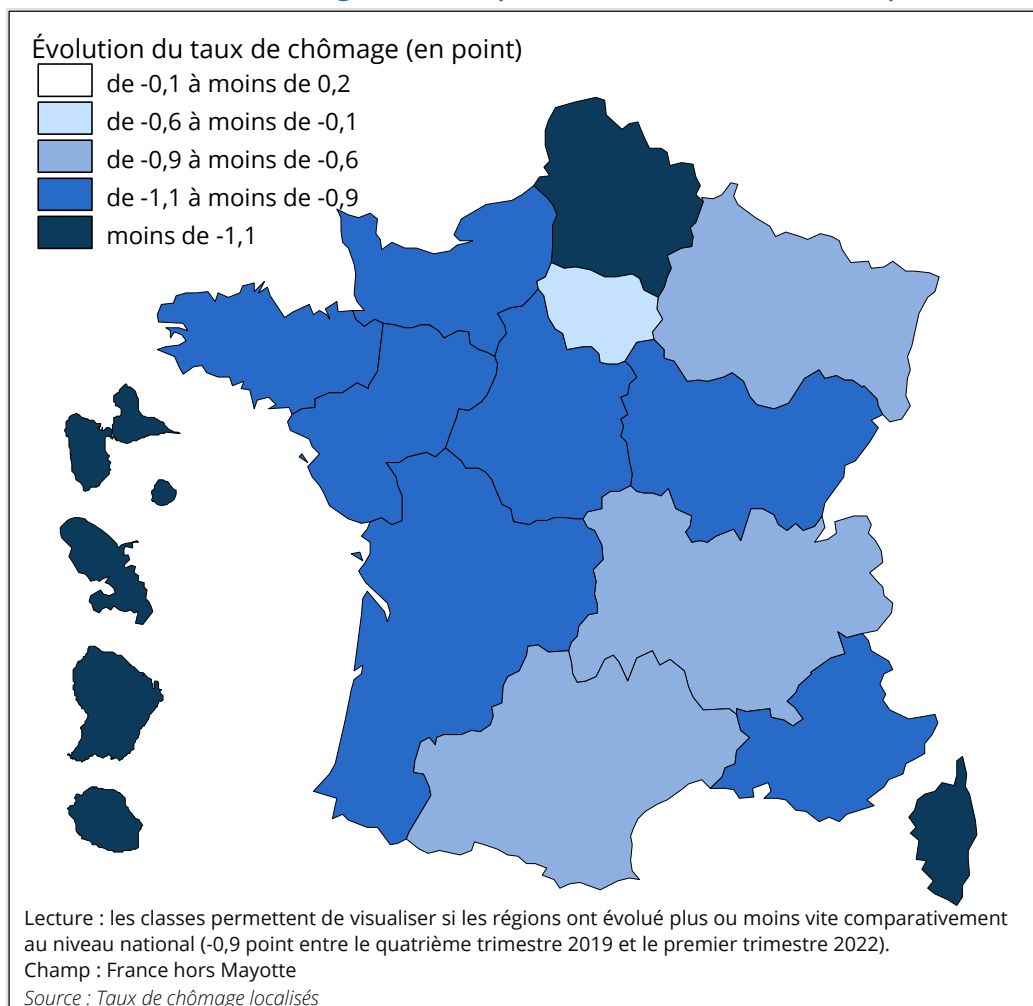 Évolution du taux de chômage (en point)
de -0,1 à moins de 0,2
de -0,6 à moins de -0,1
de -0,9 à moins de -0,6
de -1,1 à moins de -0,9
moins de -1,1
Lecture : les classes permettent de visualiser si les régions ont évolué plus ou moins vite comparativement
au niveau national (-0,9 point entre le quatrième trimestre 2019 et le premier trimestre 2022).
Champ : France hors Mayotte
Source : Taux de chômage localisés